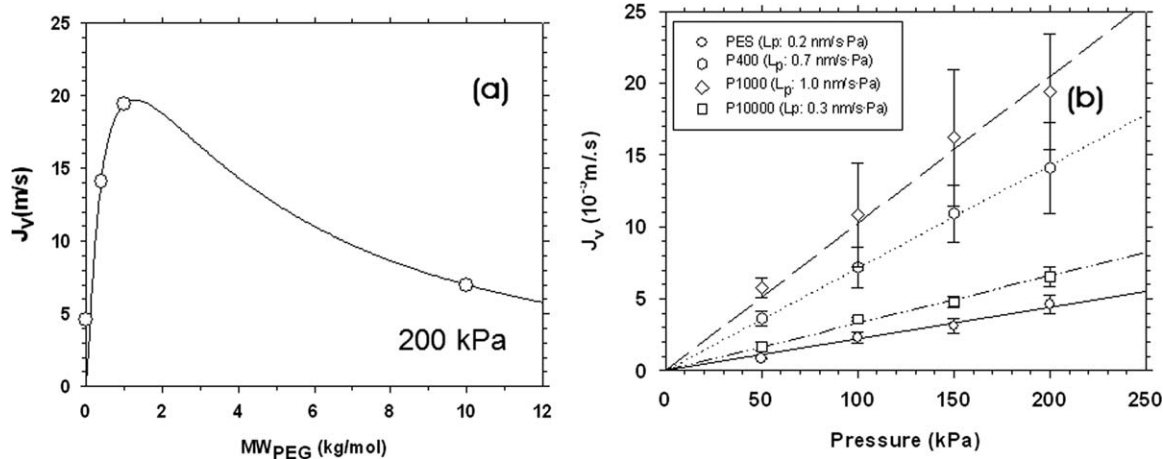 25
20
15
10
5
0
J_V(m/s)
(a)
200 kPa
0 2 4 6 8 10 12
MW_PEG (kg/mol)
25
20
15
10
5
0
J_v (10⁻⁵m/.s)
PES (Lp: 0.2 nm/s·Pa)
P400 (L_p: 0.7 nm/s·Pa)
P1000 (L_p: 1.0 nm/s·Pa)
P10000 (Lp: 0.3 nm/s·Pa)
(b)
0 50 100 150 200 250
Pressure (kPa)